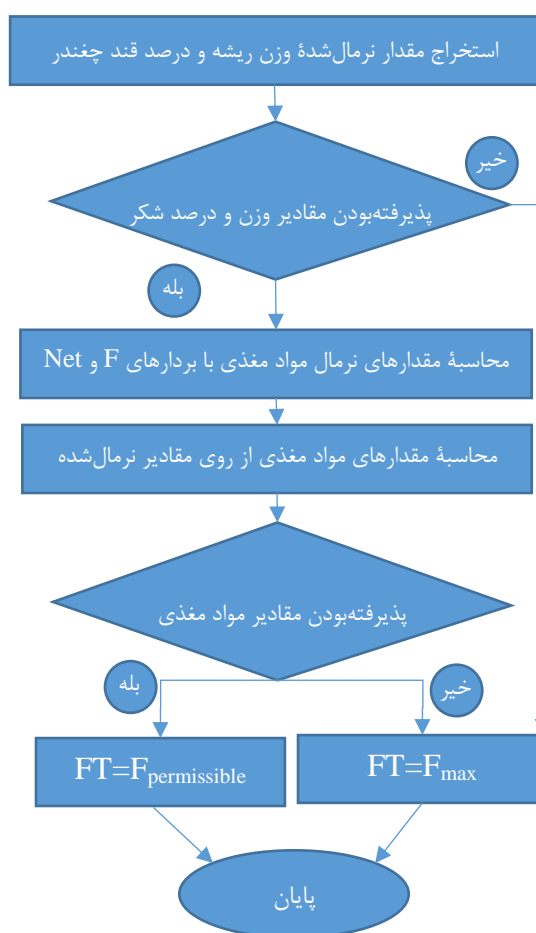 استخراج مقدار نرمال‌شدهٔ وزن ریشه و درصد قند چغندر
خیر
پذیرفته‌بودن مقادیر وزن و درصد شکر
بله
محاسبهٔ مقدارهای نرمال مواد مغذی با بردارهای F و Net
محاسبهٔ مقدارهای مواد مغذی از روی مقادیر نرمال‌شده
پذیرفته‌بودن مقادیر مواد مغذی
خیر
بله
FT=Fmax
FT=Fpermissible
پایان